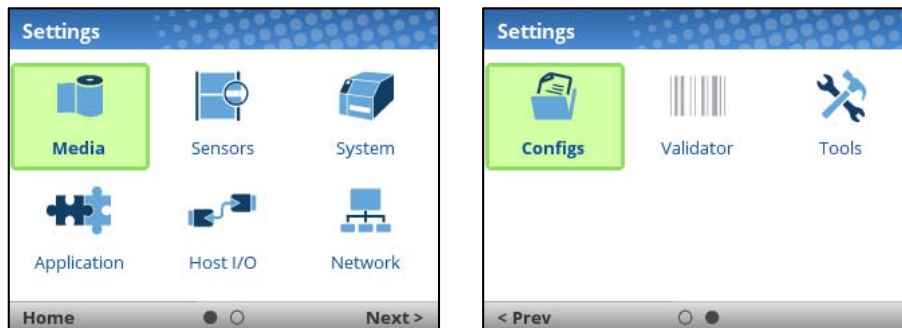 Settings
Media Sensors System
Application Host I/O Network
Home Next >
Settings
Configs Validator Tools
< Prev